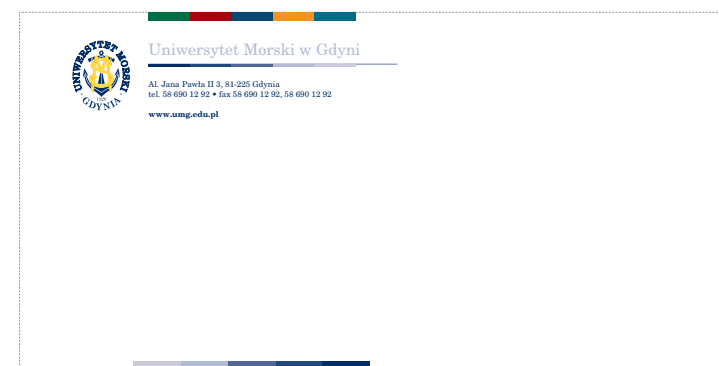 UNIWERSYTET MORSKI
1920
GDYNIA
Uniwersytet Morski w Gdyni
Al. Jana Pawła II 3, 81-225 Gdynia
tel. 58 690 12 92 • fax 58 690 12 92, 58 690 12 92
www.umg.edu.pl